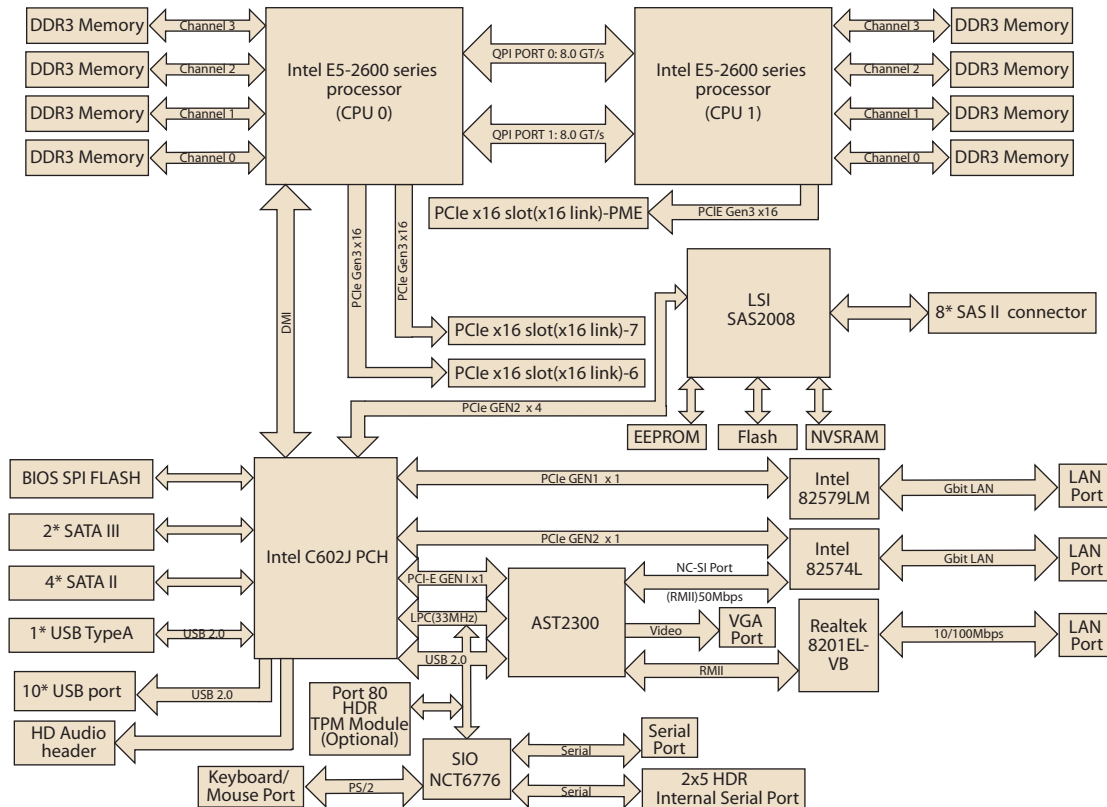 DDR3 Memory
Channel 3
DDR3 Memory
Channel 2
DDR3 Memory
Channel 1
DDR3 Memory
Channel 0
Intel E5-2600 series
processor
(CPU 0)
QPI PORT 0: 8.0 GT/s
QPI PORT 1: 8.0 GT/s
Intel E5-2600 series
processor
(CPU 1)
Channel 3
DDR3 Memory
Channel 2
DDR3 Memory
Channel 1
DDR3 Memory
Channel 0
DDR3 Memory
PCIe x16 slot(x16 link)-PME
PCIE Gen3 x16
PCIe Gen3 x16
PCIe Gen3 x16
DMI
LSI
SAS2008
8* SAS II connector
PCIe x16 slot(x16 link)-7
PCIe x16 slot(x16 link)-6
PCIe GEN2 x 4
EEPROM
Flash
NVSRAM
BIOS SPI FLASH
2* SATA III
4* SATA II
1* USB TypeA
USB 2.0
10* USB port
USB 2.0
HD Audio
header
Intel C602J PCH
PCIe GEN1 x 1
Intel
82579LM
Gbit LAN
LAN
Port
PCIe GEN2 x 1
Intel
82574L
Gbit LAN
LAN
Port
PCI-E GEN I x1
LPC(33MHz)
USB 2.0
AST2300
NC-SI Port
(RMII)50Mbps
Video
VGA
Port
RMII
Realtek
8201EL-
VB
10/100Mbps
LAN
Port
Port 80
HDR
TPM Module
(Optional)
SIO
NCT6776
Serial
Serial
Port
Keyboard/
Mouse Port
PS/2
Serial
2x5 HDR
Internal Serial Port